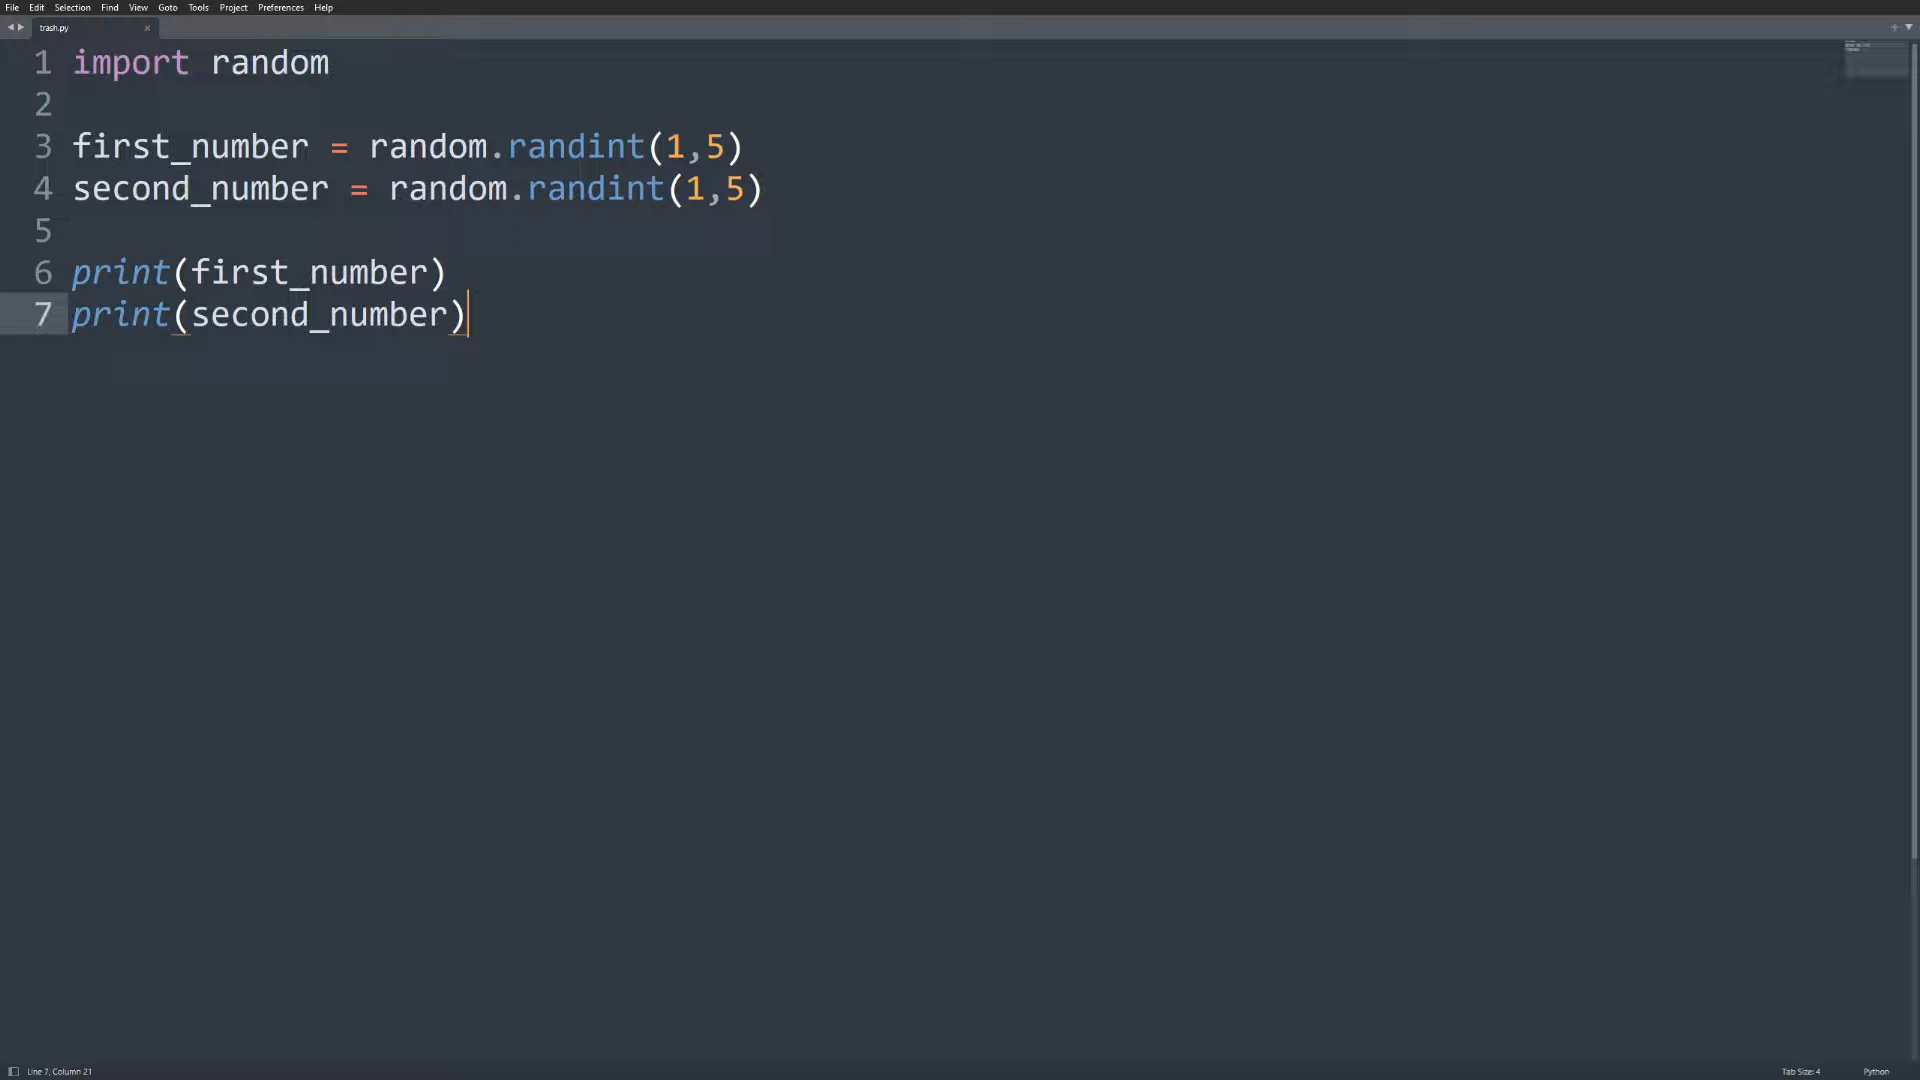 File Edit Selection Find View Goto Tools Project Preferences Help
trash.py
1 import random
2
3 first_number = random.randint(1,5)
4 second_number = random.randint(1,5)
5
6 print(first_number)
7 print(second_number)
Line 7, Column 21
Tab Size: 4
Python